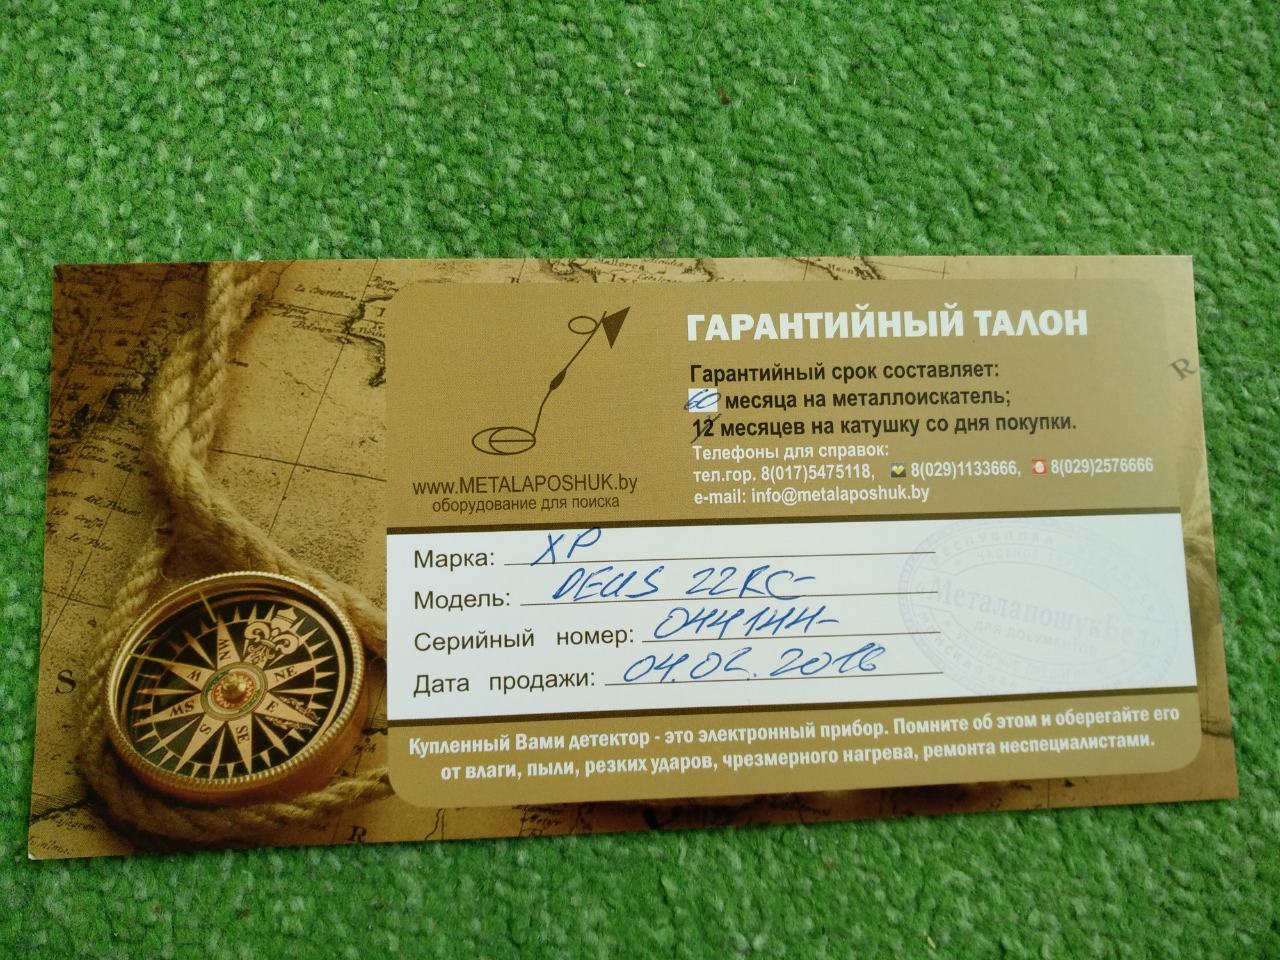 ГАРАНТИЙНЫЙ ТАЛОН
Гарантийный срок составляет:
60 месяца на металлоискатель;
12 месяцев на катушку со дня покупки.
Телефоны для справок:
тел.гор. 8(017)5475118, 8(029)1133666, 8(029)2576666
e-mail: info@metalaposhuk.by
www.METALAPOSHUK.by
оборудование для поиска
Марка: XP
Модель: DEUS 22RC-
Серийный номер: 044144-
Дата продажи: 04.02.2016
Купленный Вами детектор - это электронный прибор. Помните об этом и оберегайте его
от влаги, пыли, резких ударов, чрезмерного нагрева, ремонта неспециалистами.
W
NE
E
SE
S
SW
S
R
R